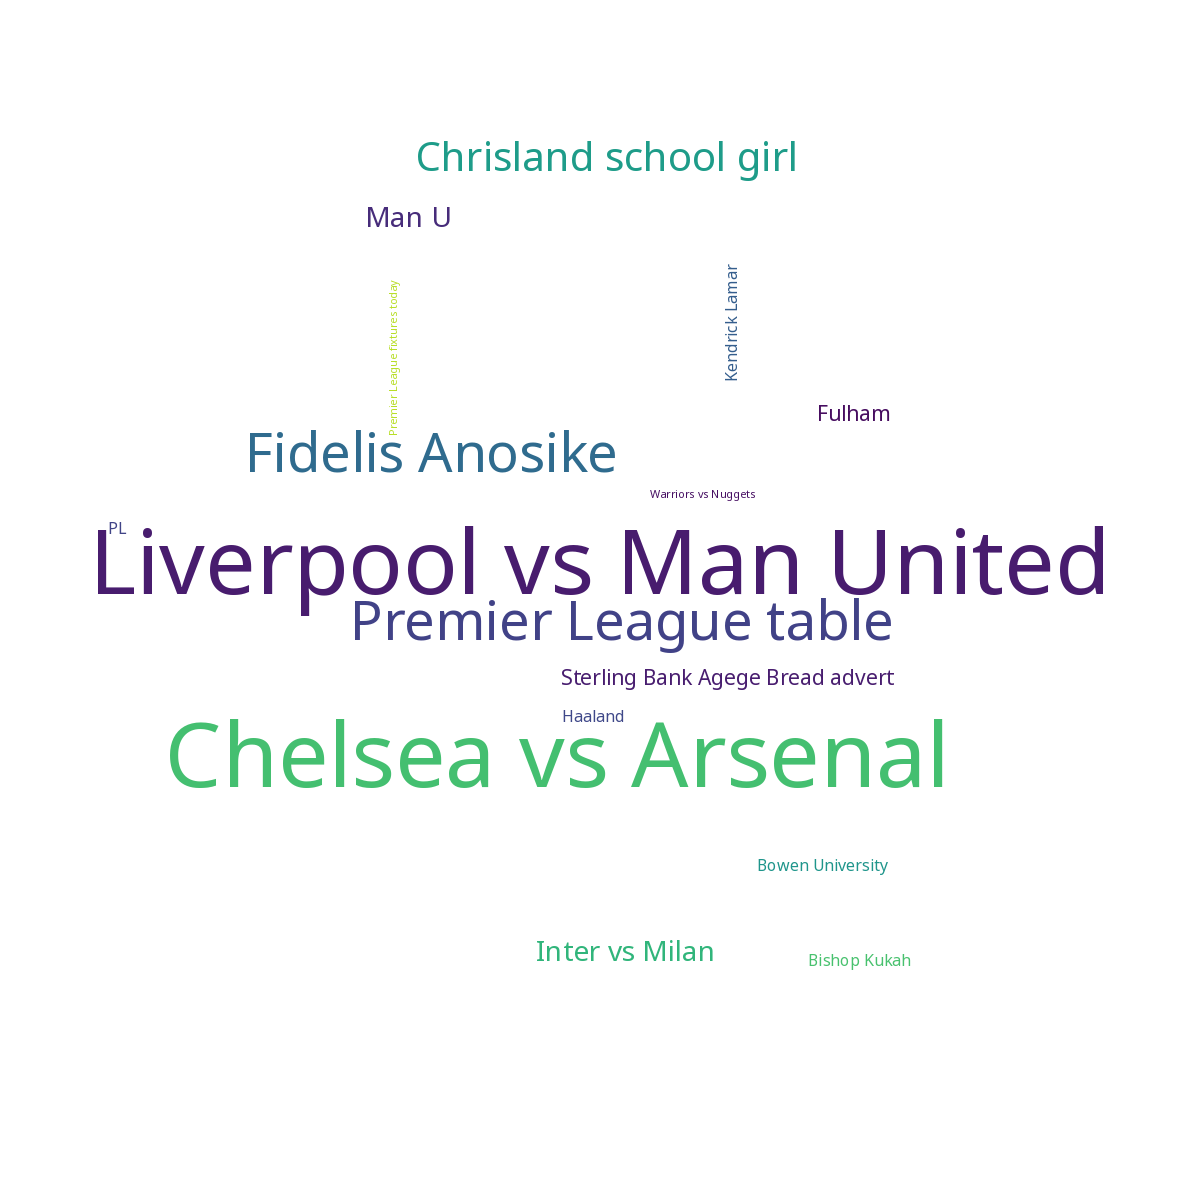 Chrisland school girl
Man U
Kendrick Lamar
Premier League fixtures today
Fulham
Fidelis Anosike
Warriors vs Nuggets
PL
Liverpool vs Man United
Premier League table
Sterling Bank Agege Bread advert
Haaland
Chelsea vs Arsenal
Bowen University
Inter vs Milan
Bishop Kukah